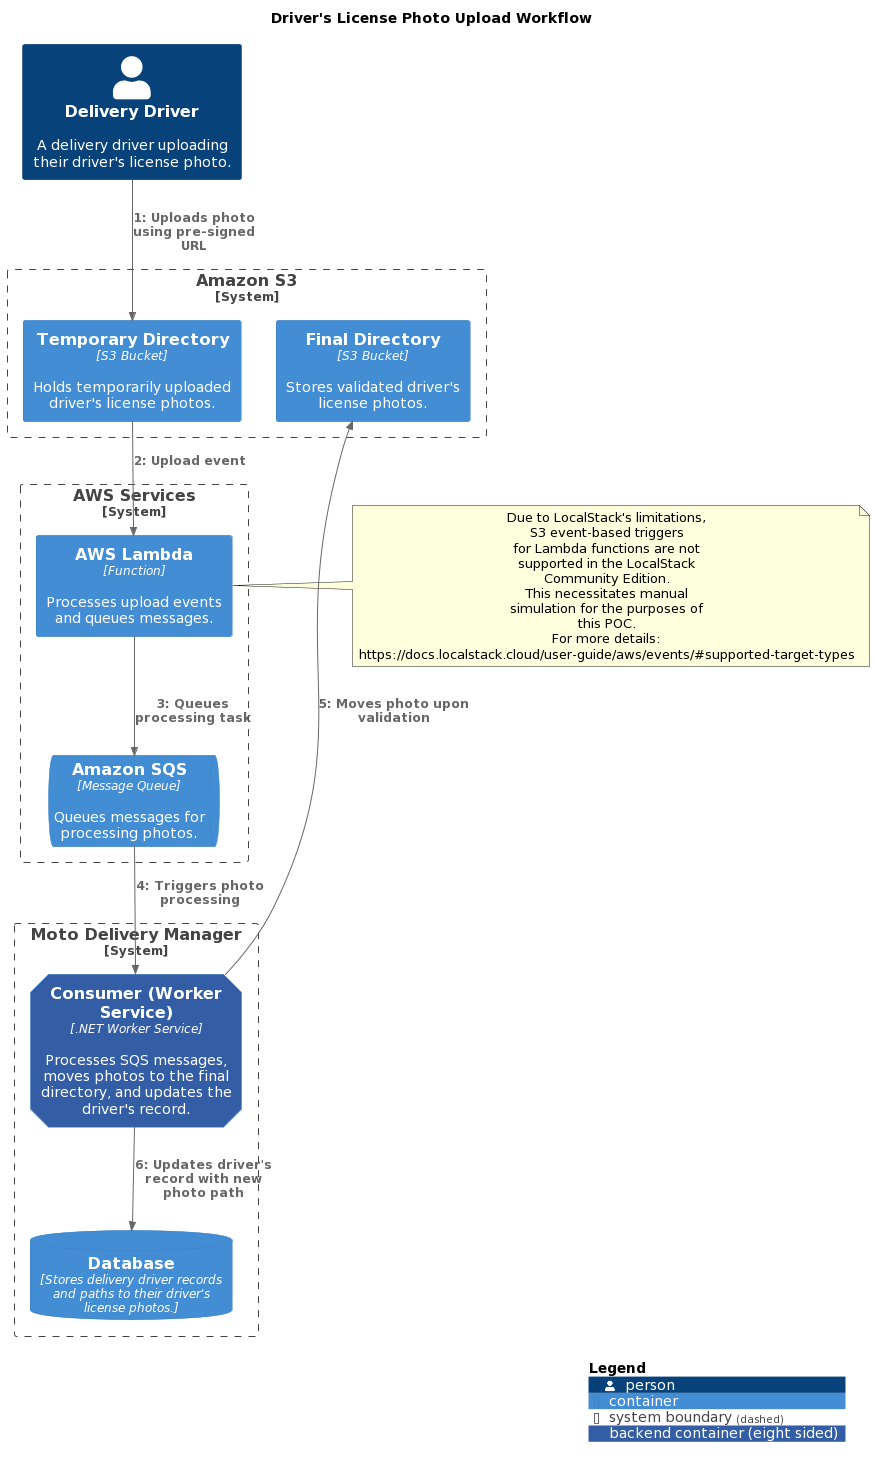 Driver's License Photo Upload Workflow
Delivery Driver
A delivery driver uploading
their driver's license photo.
1: Uploads photo
using pre-signed
URL
Amazon S3
[System]
Temporary Directory
[S3 Bucket]
Holds temporarily uploaded
driver's license photos.
Final Directory
[S3 Bucket]
Stores validated driver's
license photos.
2: Upload event
AWS Services
[System]
AWS Lambda
[Function]
Processes upload events
and queues messages.
Due to LocalStack's limitations,
S3 event-based triggers
for Lambda functions are not
supported in the LocalStack
Community Edition.
This necessitates manual
simulation for the purposes of
this POC.
For more details:
https://docs.localstack.cloud/user-guide/aws/events/#supported-target-types
3: Queues
processing task
5: Moves photo upon
validation
Amazon SQS
[Message Queue]
Queues messages for
processing photos.
4: Triggers photo
processing
Moto Delivery Manager
[System]
Consumer (Worker
Service)
[.NET Worker Service]
Processes SQS messages,
moves photos to the final
directory, and updates the
driver's record.
6: Updates driver's
record with new
photo path
Database
[Stores delivery driver records
and paths to their driver's
license photos.]
Legend
person
container
system boundary (dashed)
backend container (eight sided)